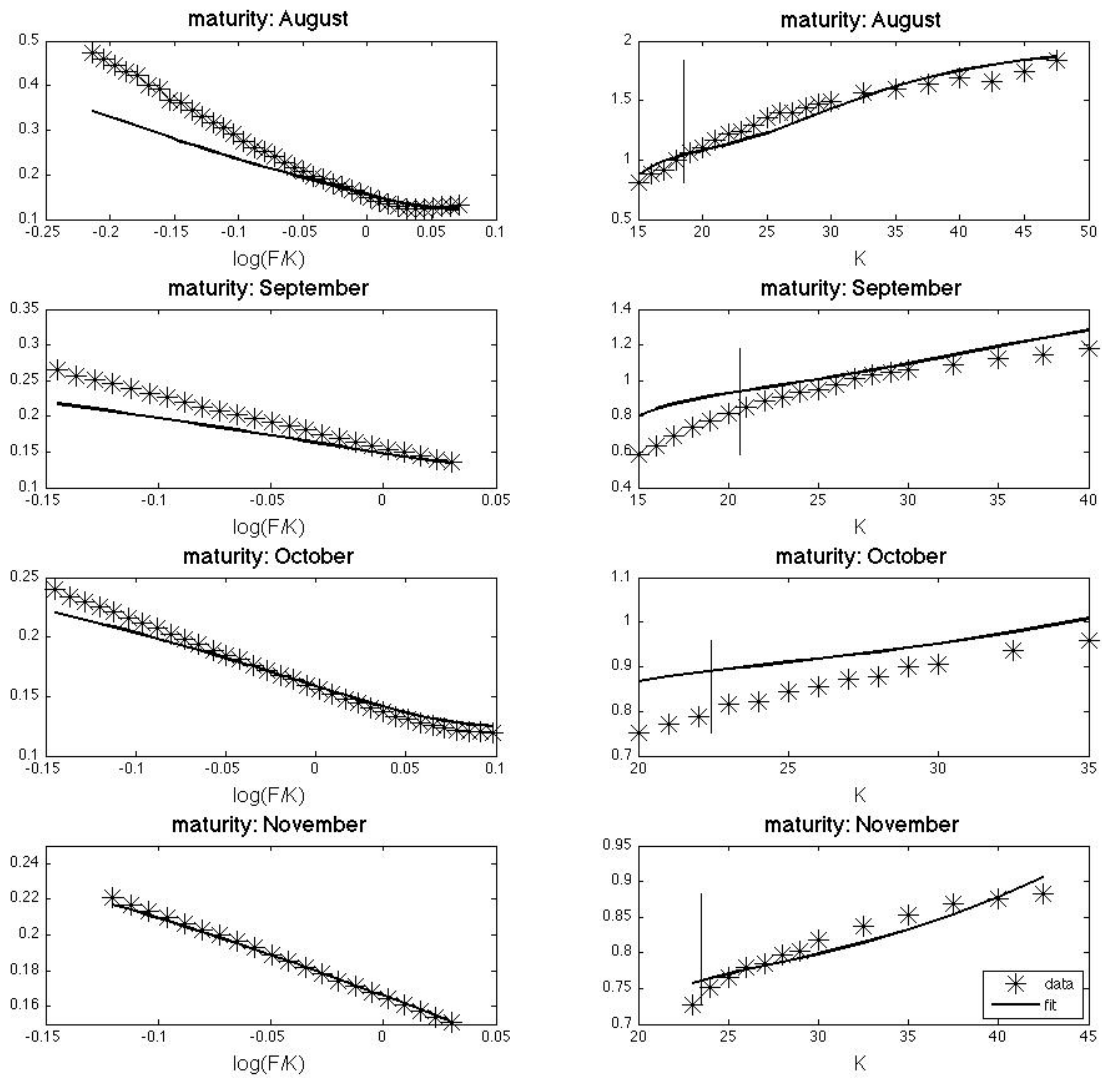 maturity: August
0.5
0.4
0.3
0.2
0.1
-0.25 -0.2 -0.15 -0.1 -0.05 0 0.05 0.1
log(F/K)
maturity: August
2
1.5
1
0.5
15 20 25 30 35 40 45 50
K
maturity: September
0.35
0.3
0.25
0.2
0.15
0.1
-0.15 -0.1 -0.05 0 0.05
log(F/K)
maturity: September
1.4
1.2
1
0.8
0.6
0.4
15 20 25 30 35 40
K
maturity: October
0.25
0.2
0.15
0.1
-0.15 -0.1 -0.05 0 0.05 0.1
log(F/K)
maturity: October
1.1
1
0.9
0.8
0.7
20 25 30 35
K
maturity: November
0.24
0.22
0.2
0.18
0.16
-0.15 -0.1 -0.05 0 0.05
log(F/K)
maturity: November
0.95
0.9
0.85
0.8
0.75
0.7
20 25 30 35 40 45
K
data
fit